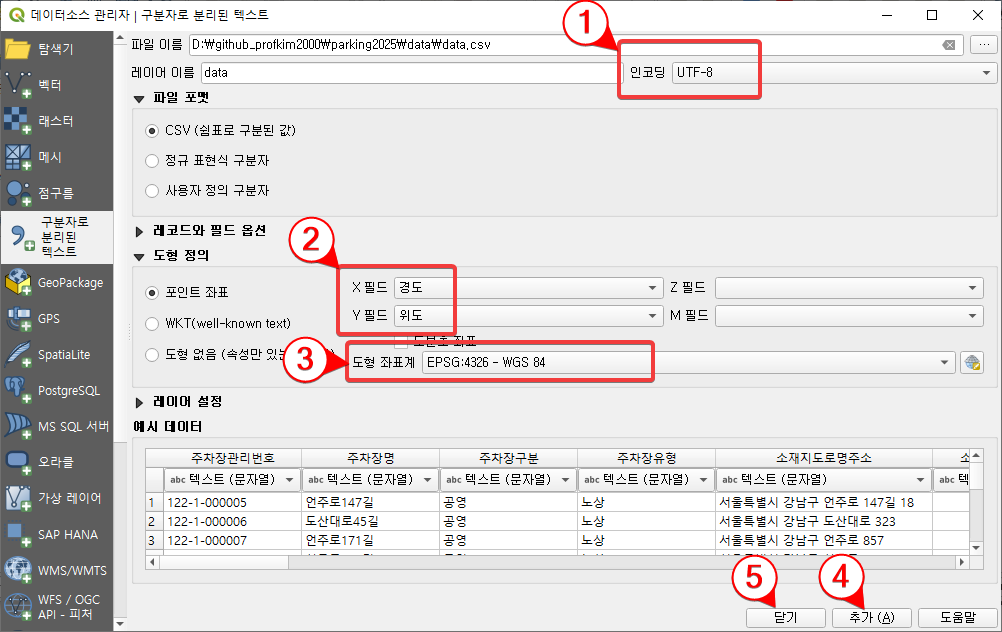 데이터소스 관리자 | 구분자로 분리된 텍스트
탐색기
벡터
래스터
메시
점구름
구분자로
분리된
텍스트
GeoPackage
GPS
SpatiaLite
PostgreSQL
MS SQL 서버
오라클
가상 레이어
SAP HANA
WMS/WMTS
WFS / OGC
API - 피처
파일 이름 D:₩github_profkim2000₩parking2025₩data₩data.csv ...
1
레이어 이름 data 인코딩 UTF-8
파일 포맷
CSV (쉼표로 구분된 값)
정규 표현식 구분자
사용자 정의 구분자
레코드와 필드 옵션
2
도형 정의
포인트 좌표
WKT(well-known text)
도형 없음 (속성만 있는
X 필드 경도 Z 필드
Y 필드 위도 M 필드
도분초 좌표
3
도형 좌표계 EPSG:4326 - WGS 84
레이어 설정
예시 데이터
주차장관리번호 주차장명 주차장구분 주차장유형 소재지도로명주소 소
abc 텍스트 (문자열) abc 텍스트 (문자열) abc 텍스트 (문자열) abc 텍스트 (문자열) abc 텍스트 (문자열) abc 텍
1 122-1-000005 언주로147길 공영 노상 서울특별시 강남구 언주로 147길 18
2 122-1-000006 도산대로45길 공영 노상 서울특별시 강남구 도산대로 323
3 122-1-000007 언주로171길 공영 노상 서울특별시 강남구 언주로 857
5
4
닫기 추가 (A) 도움말